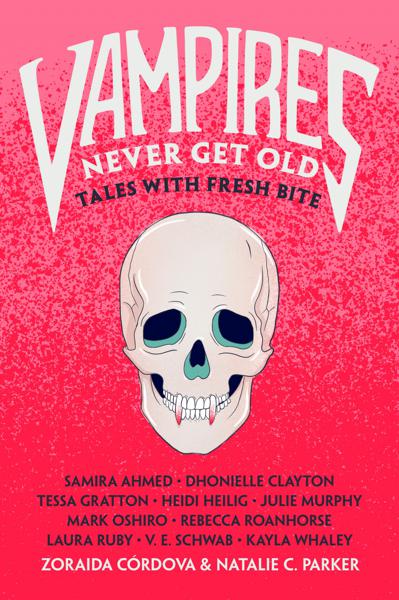 VAMPIRES
NEVER GET OLD
TALES WITH FRESH BITE
SAMIRA AHMED • DHONIELLE CLAYTON
TESSA GRATTON • HEIDI HEILIG • JULIE MURPHY
MARK OSHIRO • REBECCA ROANHORSE
LAURA RUBY • V. E. SCHWAB • KAYLA WHALEY
ZORAIDA CÓRDOVA & NATALIE C. PARKER